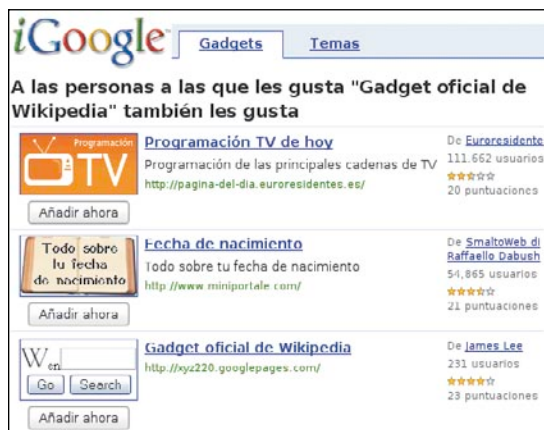 iGoogle
Gadgets Temas
A las personas a las que les gusta "Gadget oficial de
Wikipedia" también les gusta
Programación
TV
Programación TV de hoy
Programación de las principales cadenas de TV
http://pagina-del-dia.euroresidentes.es/
De Euroresidente
111.662 usuarios
20 puntuaciones
Añadir ahora
Todo sobre
tu fecha
de nacimiento
Fecha de nacimiento
Todo sobre tu fecha de nacimiento
http://www.miniportale.com/
De SmaltoWeb di
Raffaello Dabush
54,865 usuarios
21 puntuaciones
Añadir ahora
W en
Go Search
Gadget oficial de Wikipedia
http://xyz220.googlepages.com/
De James Lee
231 usuarios
23 puntuaciones
Añadir ahora